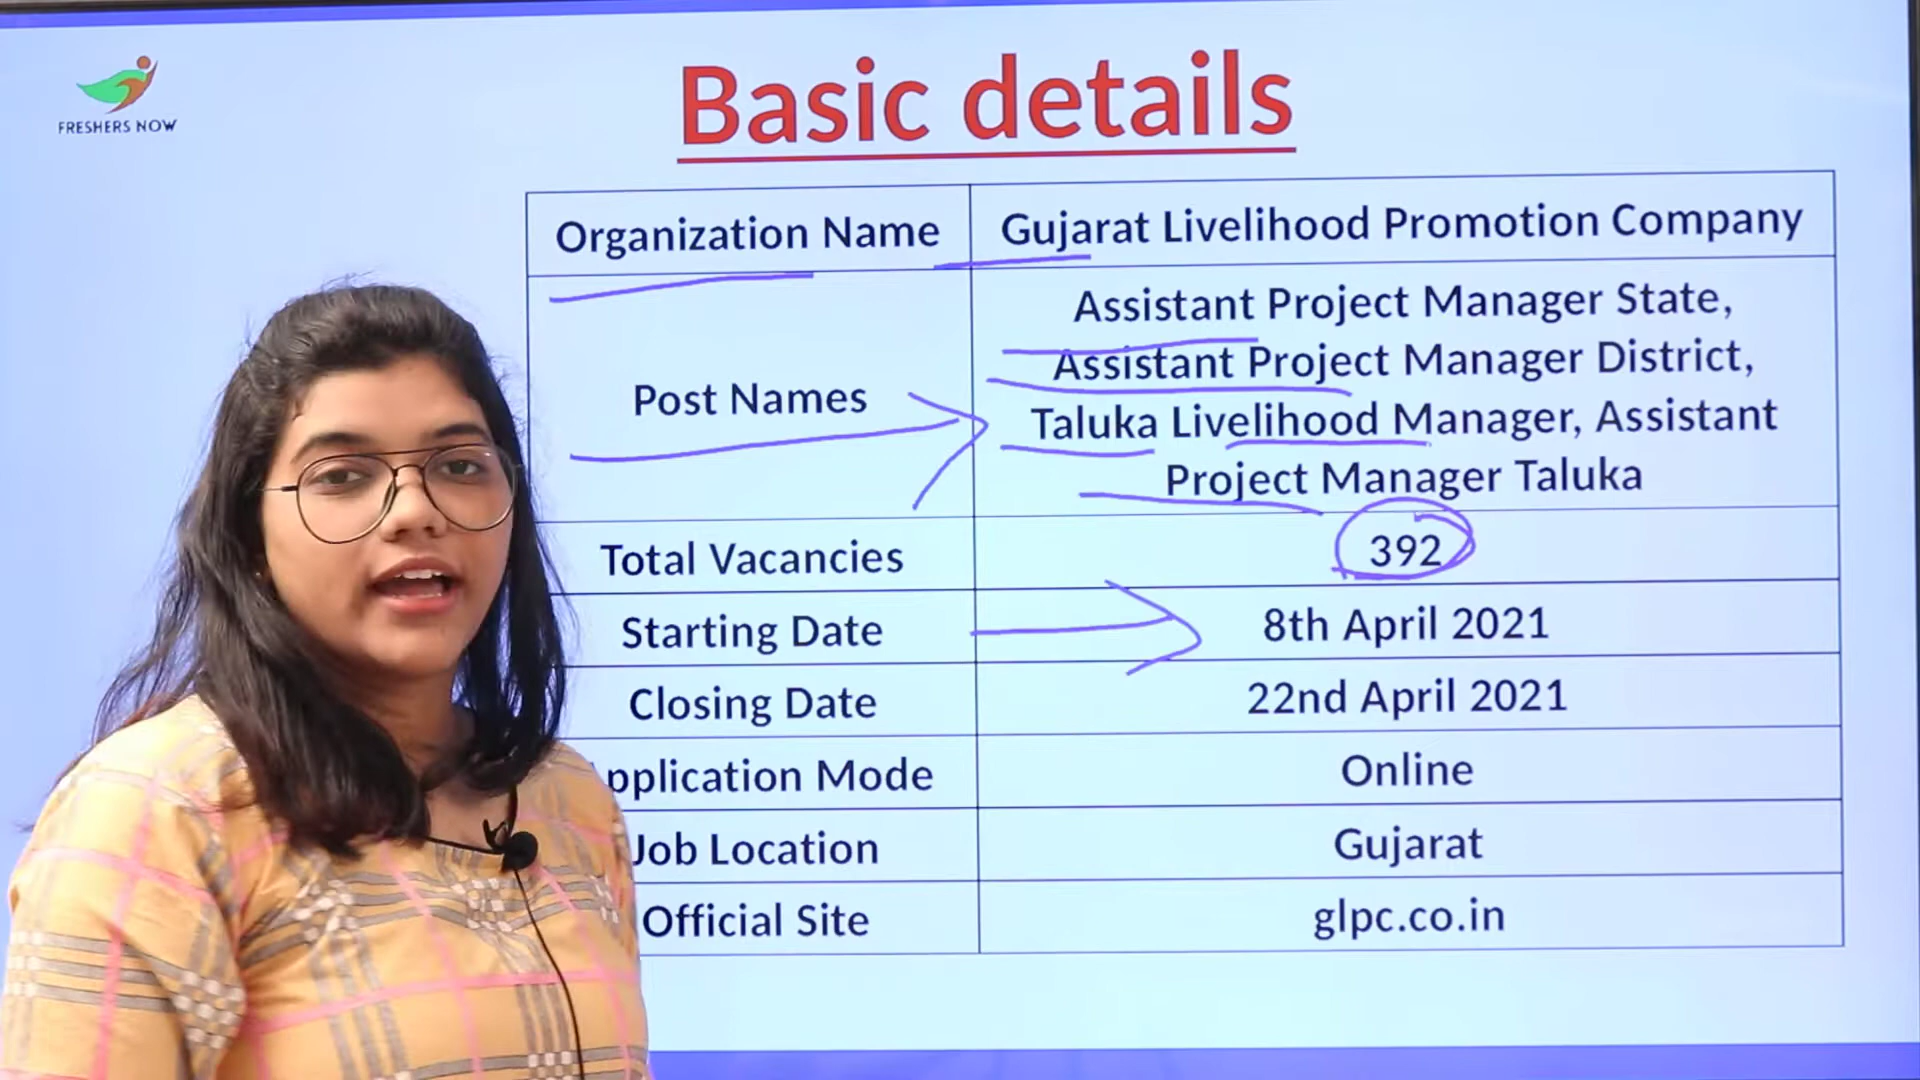 FRESHERS NOW
Basic details
Organization Name
Gujarat Livelihood Promotion Company
Post Names
Assistant Project Manager State,
Assistant Project Manager District,
Taluka Livelihood Manager, Assistant
Project Manager Taluka
Total Vacancies
392
Starting Date
8th April 2021
Closing Date
22nd April 2021
pplication Mode
Online
Job Location
Gujarat
Official Site
glpc.co.in